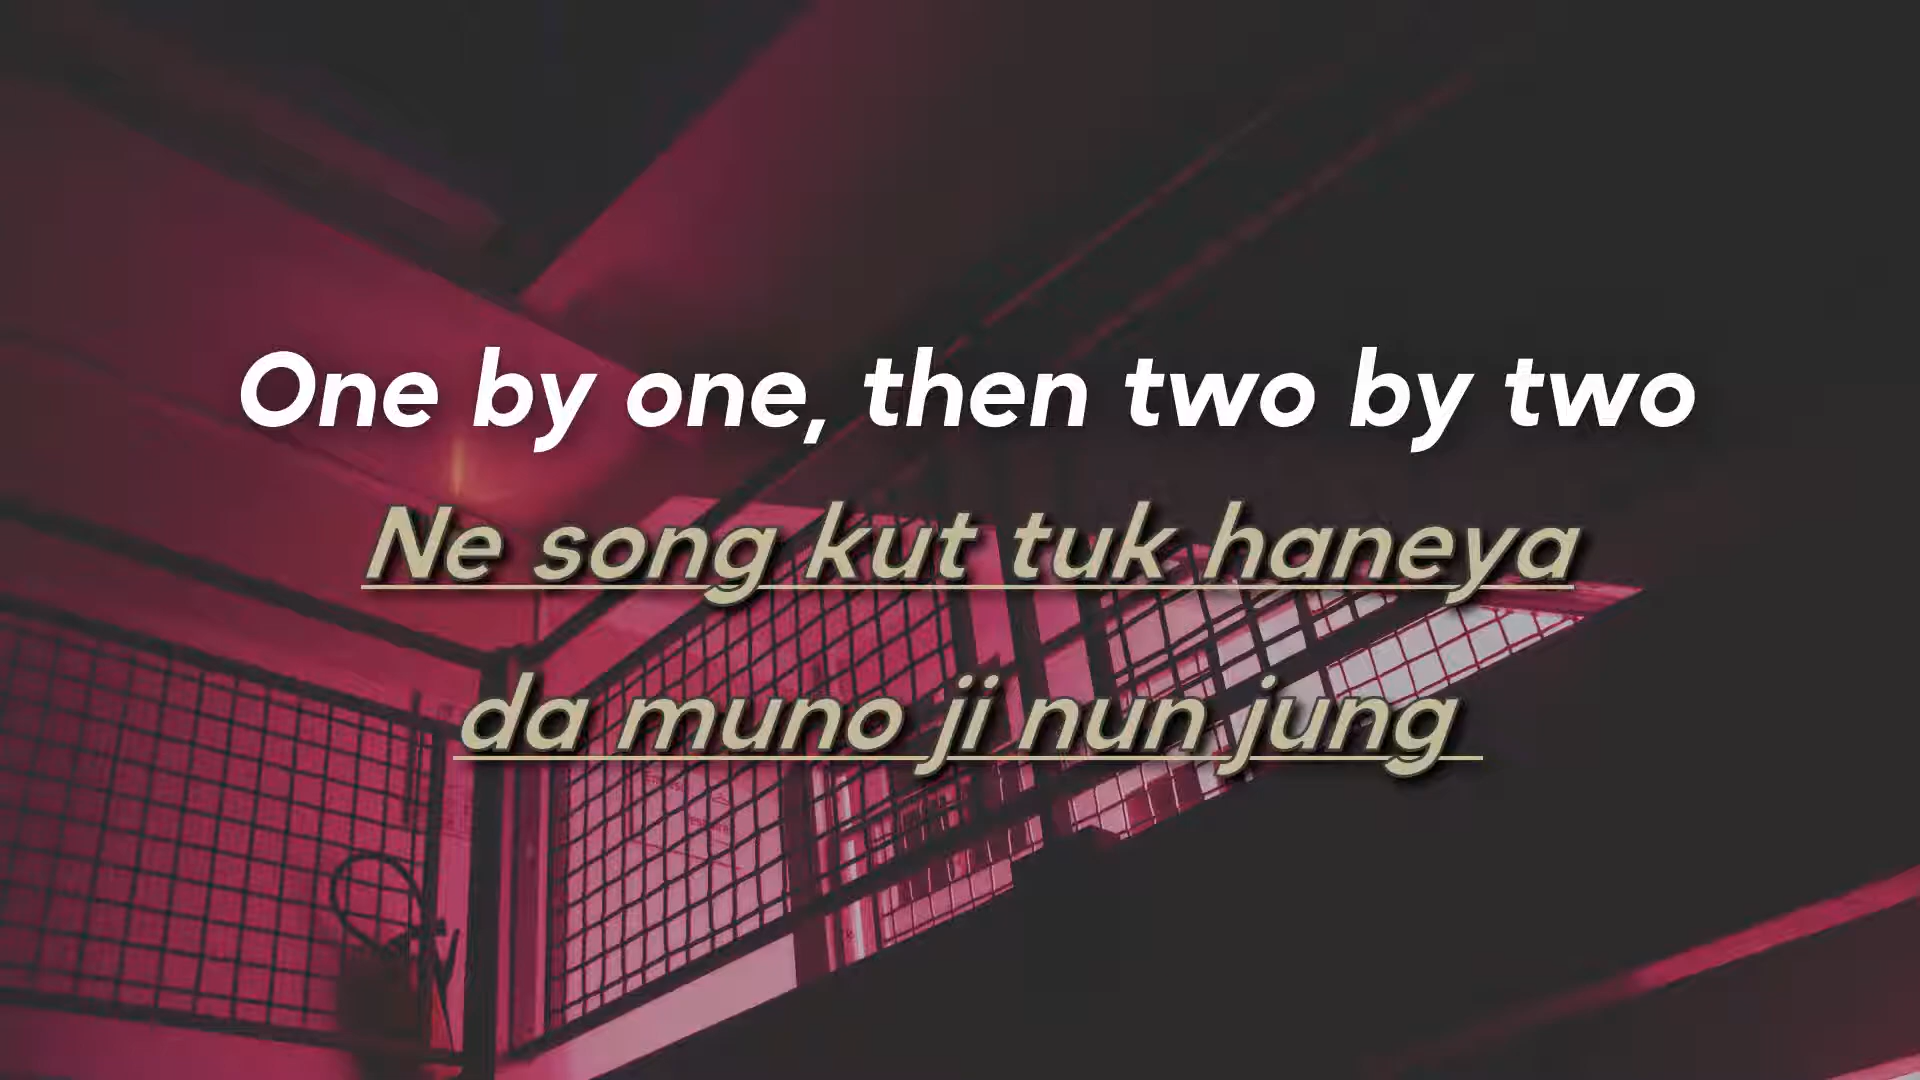 One by one, then two by two
Ne song kut tuk haneya
da muno ji nun jung